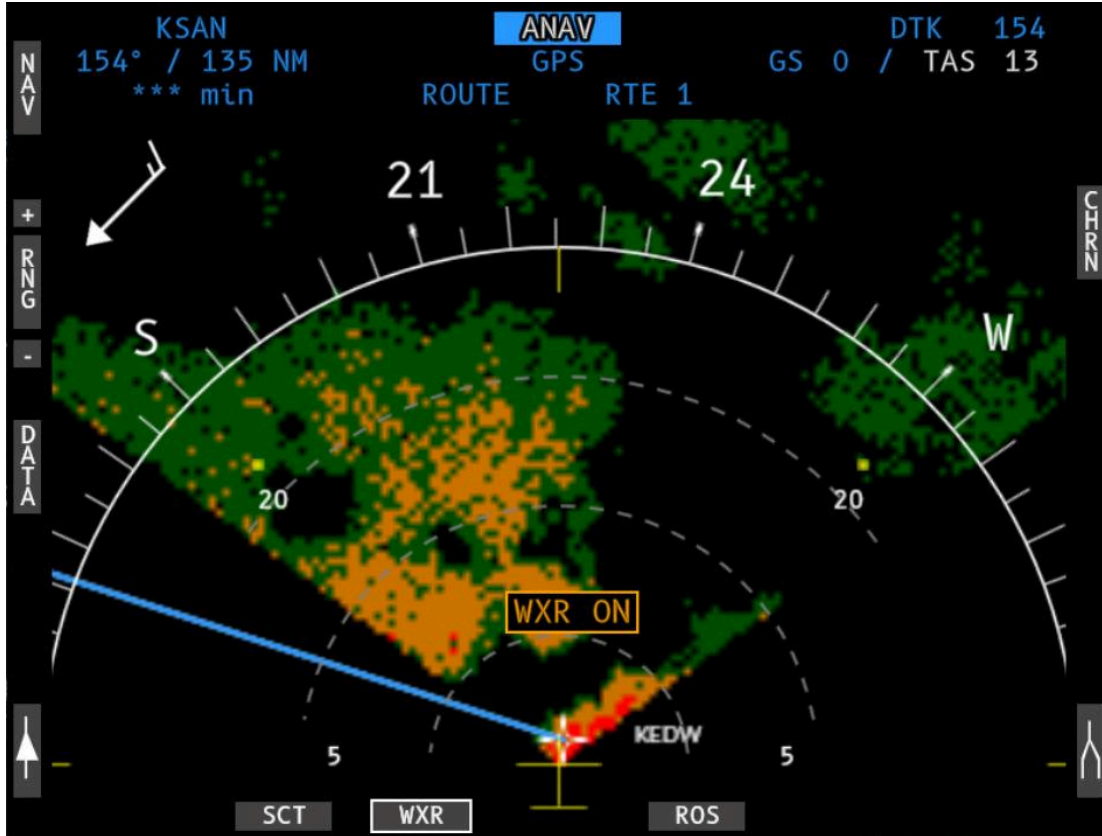 KSAN ANAV DTK 154
154° / 135 NM GPS GS 0 / TAS 13
*** min ROUTE RTE 1
NAV
21 24
+
RNG
-
CHRN
S W
DATA
20 20
WXR ON
KEDW
5 5
SCT WXR ROS